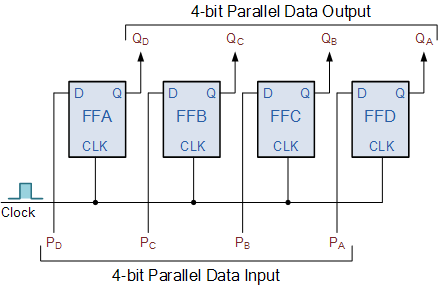 4-bit Parallel Data Output
QD QC QB QA
D Q D Q D Q D Q
FFA FFB FFC FFD
CLK CLK CLK CLK
Clock
PD PC PB PA
4-bit Parallel Data Input